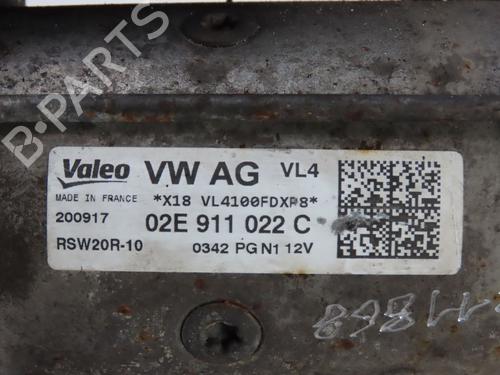 B-PARTS
Valeo VW AG VL4
MADE IN FRANCE *X18 VL4100FDXP8*
200917 02E 911 022 C
RSW20R-10 0342 PG N1 12V